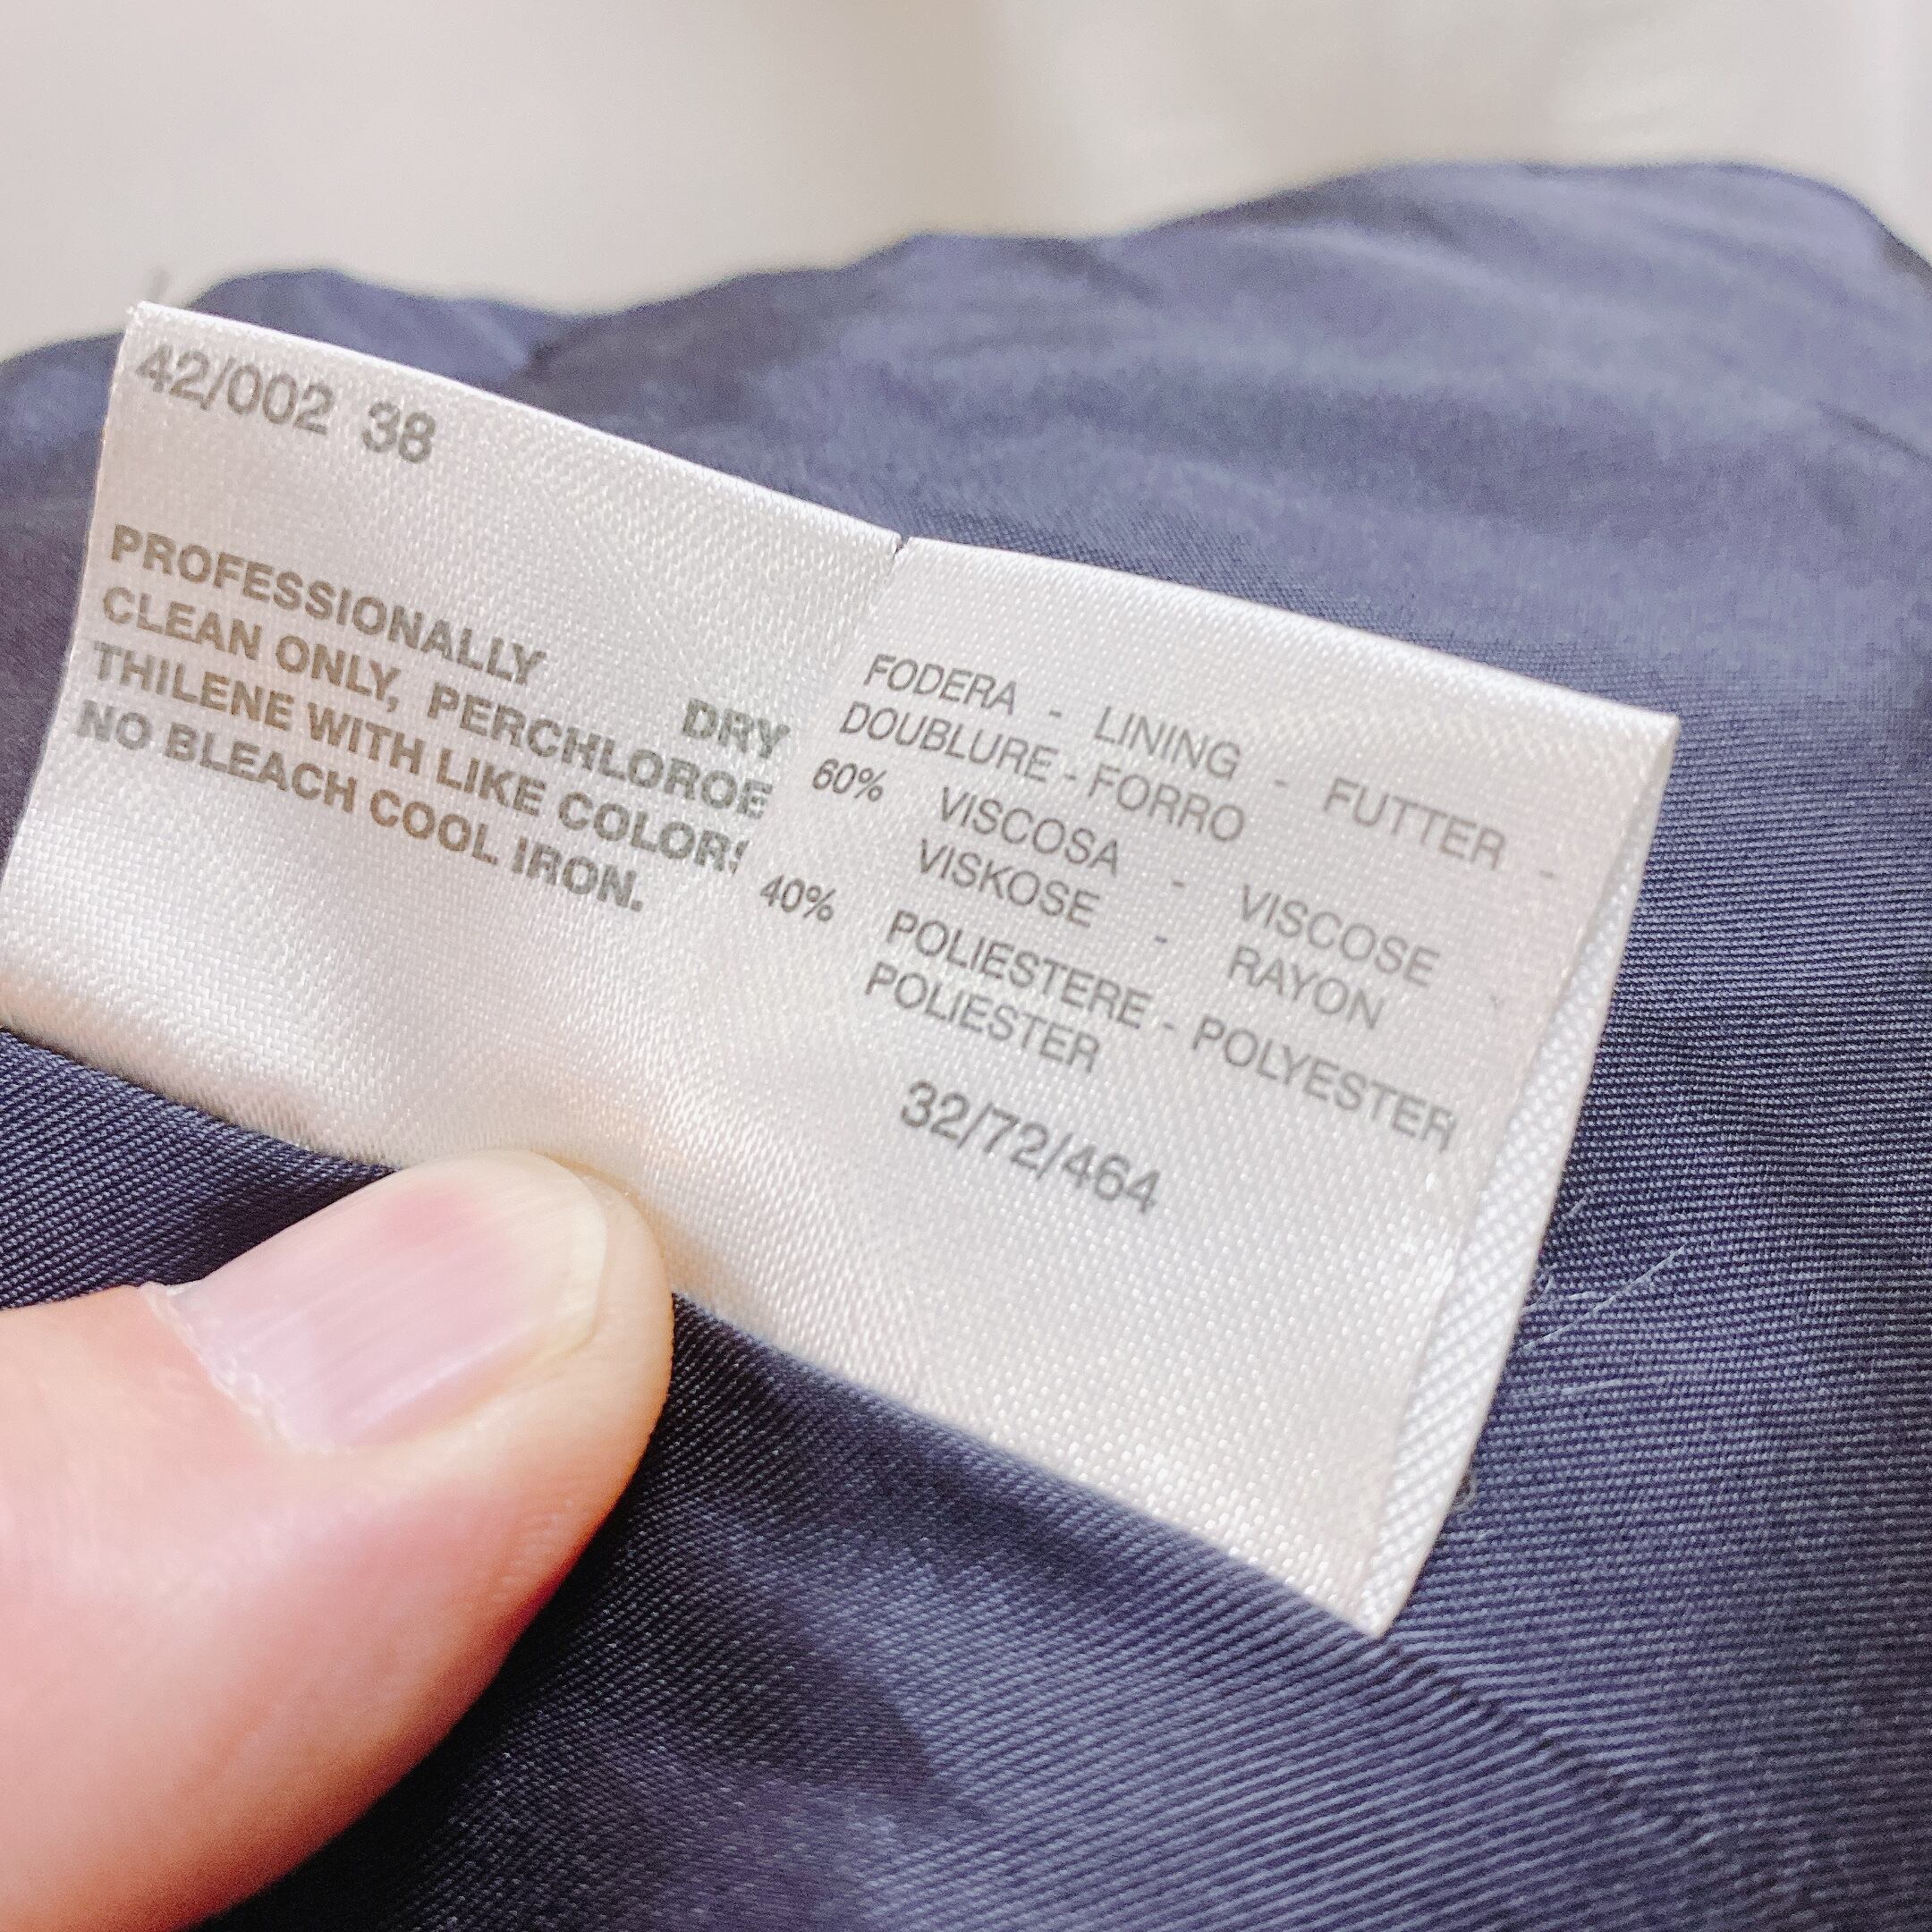 42/002 38
PROFESSIONALLY DRY
CLEAN ONLY, PERCHLOROE
THILENE WITH LIKE COLORS
NO BLEACH COOL IRON.
FODERA - LINING - FUTTER -
DOUBLURE - FORRO
60% VISCOSA - VISCOSE
VISKOSE - RAYON
40% POLIESTERE - POLYESTER
POLIESTER
32/72/464